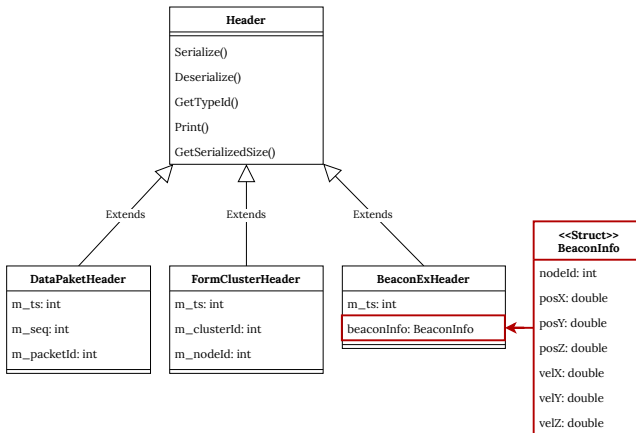 Header
Serialize()
Deserialize()
GetTypeId()
Print()
GetSerializedSize()
Extends
Extends
Extends
DataPaketHeader
m_ts: int
m_seq: int
m_packetId: int
FormClusterHeader
m_ts: int
m_clusterId: int
m_nodeId: int
BeaconExHeader
m_ts: int
beaconInfo: BeaconInfo
<<Struct>>
BeaconInfo
nodeId: int
posX: double
posY: double
posZ: double
velX: double
velY: double
velZ: double